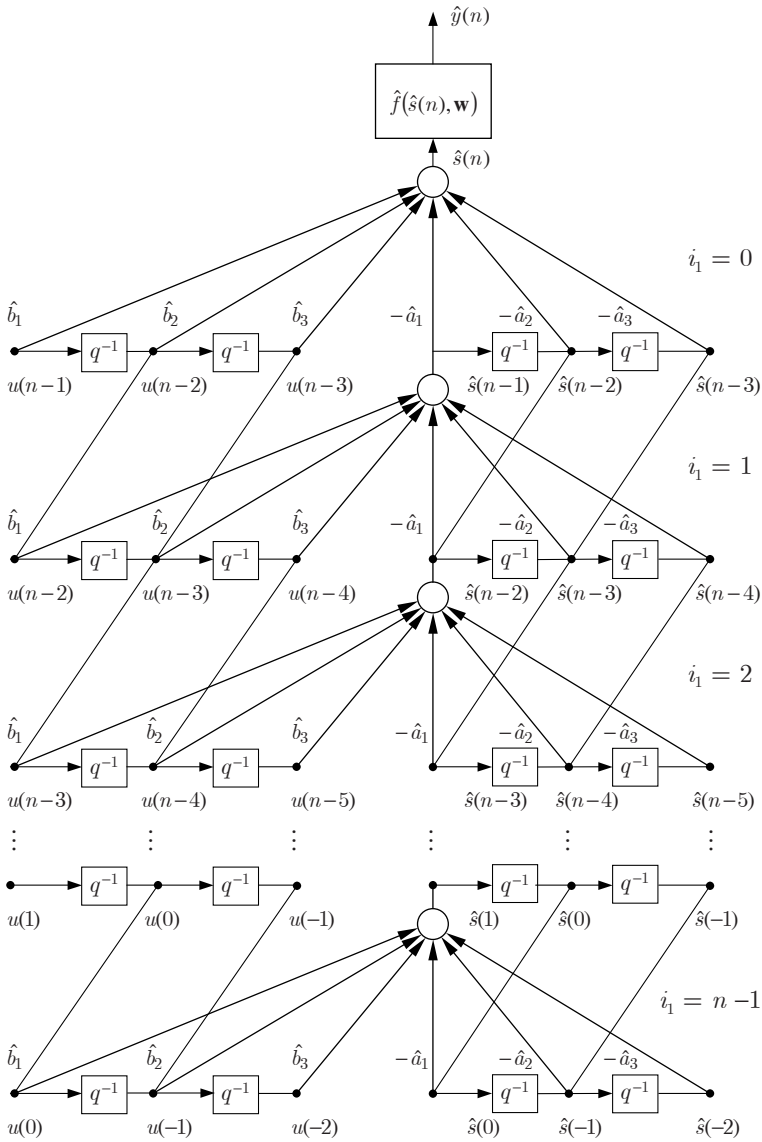 ŷ(n)
f̂(ŝ(n), w)
ŝ(n)
i₁ = 0
b̂₁ b̂₂ b̂₃ −â₁ −â₂ −â₃
q⁻¹ q⁻¹ q⁻¹ q⁻¹
u(n−1) u(n−2) u(n−3) ŝ(n−1) ŝ(n−2) ŝ(n−3)
i₁ = 1
b̂₁ b̂₂ b̂₃ −â₁ −â₂ −â₃
q⁻¹ q⁻¹ q⁻¹ q⁻¹
u(n−2) u(n−3) u(n−4) ŝ(n−2) ŝ(n−3) ŝ(n−4)
i₁ = 2
b̂₁ b̂₂ b̂₃ −â₁ −â₂ −â₃
q⁻¹ q⁻¹ q⁻¹ q⁻¹
u(n−3) u(n−4) u(n−5) ŝ(n−3) ŝ(n−4) ŝ(n−5)
⋮ ⋮ ⋮ ⋮ ⋮ ⋮
q⁻¹ q⁻¹ q⁻¹ q⁻¹
u(1) u(0) u(−1) ŝ(1) ŝ(0) ŝ(−1)
i₁ = n −1
b̂₁ b̂₂ b̂₃ −â₁ −â₂ −â₃
q⁻¹ q⁻¹ q⁻¹ q⁻¹
u(0) u(−1) u(−2) ŝ(0) ŝ(−1) ŝ(−2)